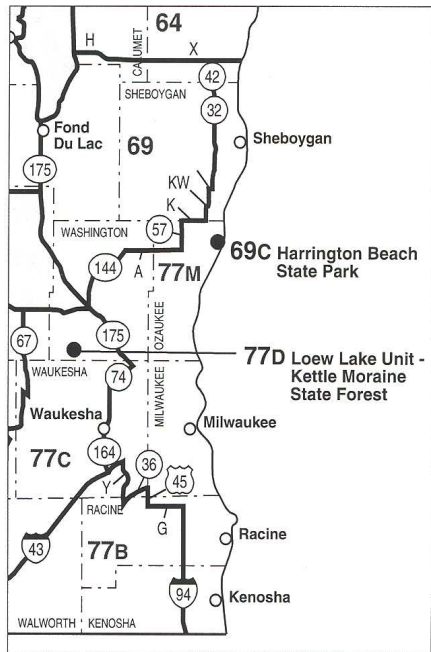 64
H
CALUMET
X
42
SHEBOYGAN
32
Fond
Du Lac
69
Sheboygan
175
KW
K
57
WASHINGTON
69C Harrington Beach
State Park
144
A
77M
OZAUKEE
67
175
77D Loew Lake Unit -
Kettle Moraine
State Forest
WAUKESHA
74
MILWAUKEE
Waukesha
Milwaukee
77C
164
36
Y
45
RACINE
G
43
77B
Racine
94
Kenosha
WALWORTH
KENOSHA